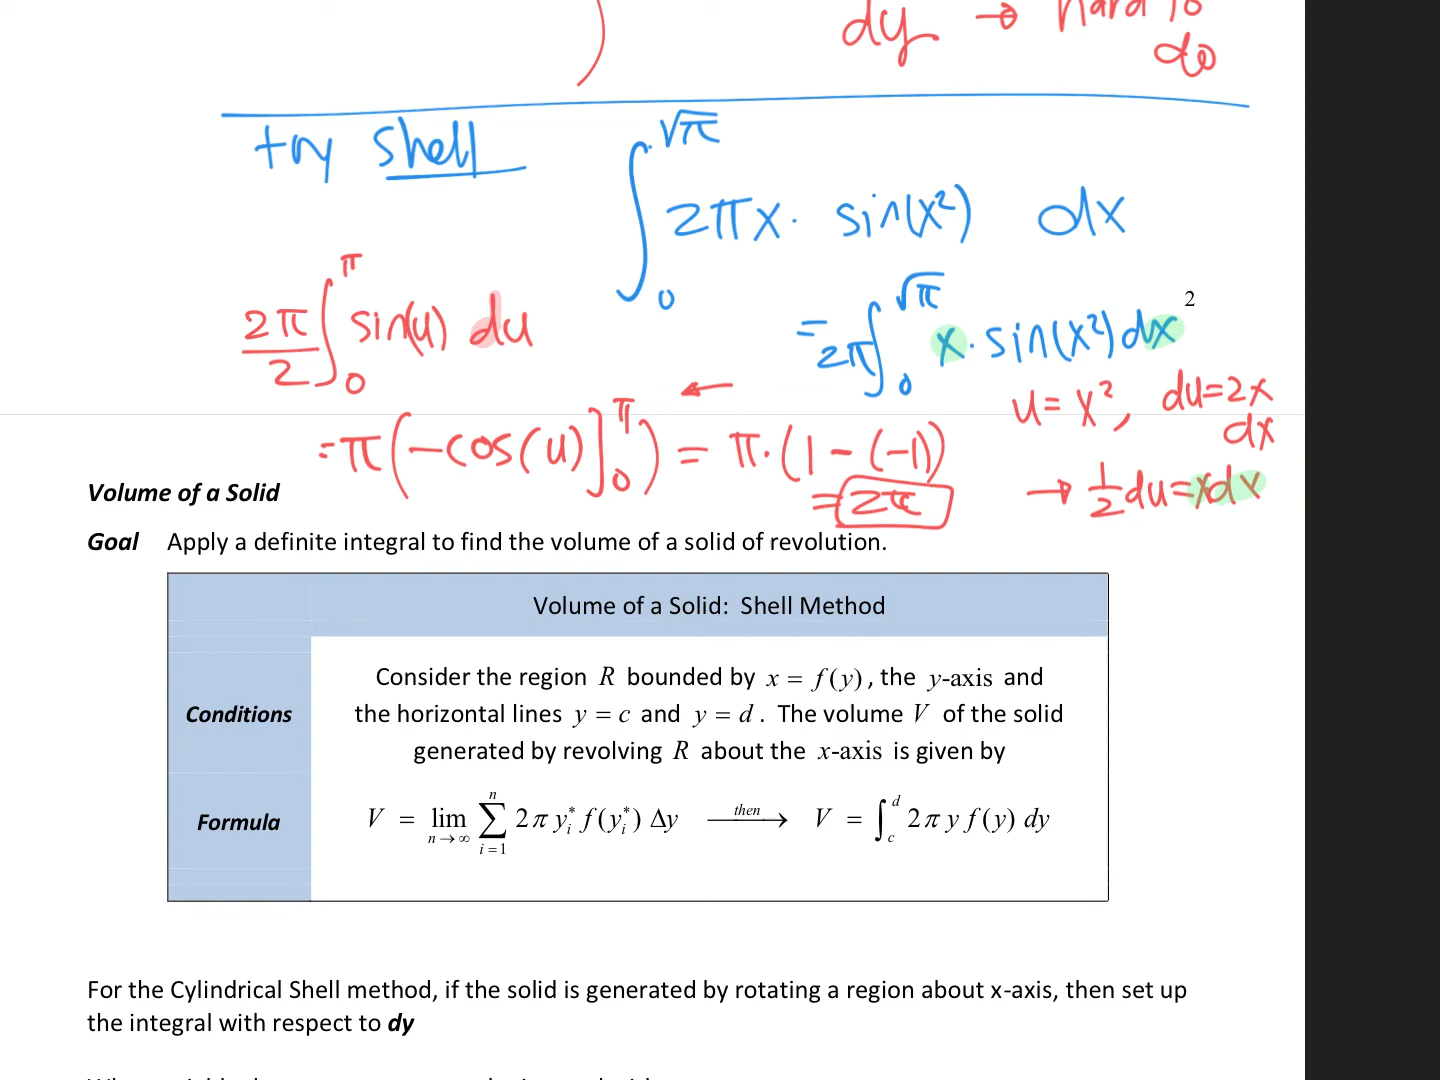 dy → hard to
do
try shell
∫₀^√π 2πx · sin(x²) dx
2π/2 ∫₀^π sin(u) du
= 2π ∫₀^√π x · sin(x²) dx
2
u = x², du = 2x
dx
= π(−cos(u)]₀^π) = π · (1 − (−1))
= 2π
→ ½ du = xdx
Volume of a Solid
Goal Apply a definite integral to find the volume of a solid of revolution.
Volume of a Solid: Shell Method
Conditions
Consider the region R bounded by x = f(y), the y-axis and
the horizontal lines y = c and y = d. The volume V of the solid
generated by revolving R about the x-axis is given by
Formula
V = lim_{n→∞} ∑_{i=1}^{n} 2π y_i^* f(y_i^*) Δy —then→ V = ∫_c^d 2π y f(y) dy
For the Cylindrical Shell method, if the solid is generated by rotating a region about x-axis, then set up
the integral with respect to dy